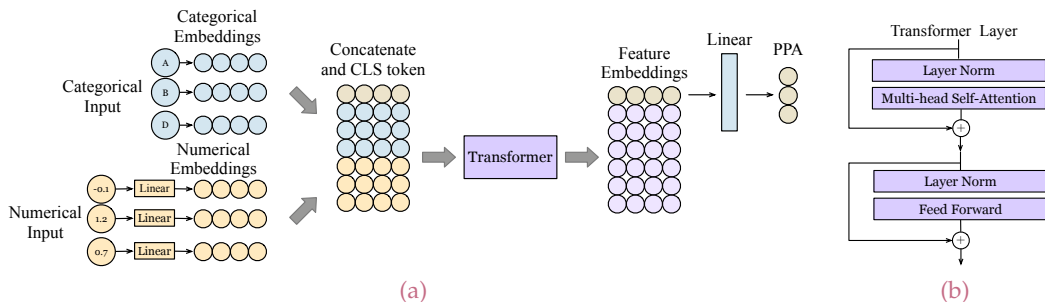 Categorical
Embeddings
A
B
D
Categorical
Input
Numerical
Embeddings
-0.1
Linear
1.2
Linear
0.7
Linear
Numerical
Input
Concatenate
and CLS token
Transformer
Feature
Embeddings
Linear
PPA
(a)
Transformer Layer
Layer Norm
Multi-head Self-Attention
+
Layer Norm
Feed Forward
+
(b)